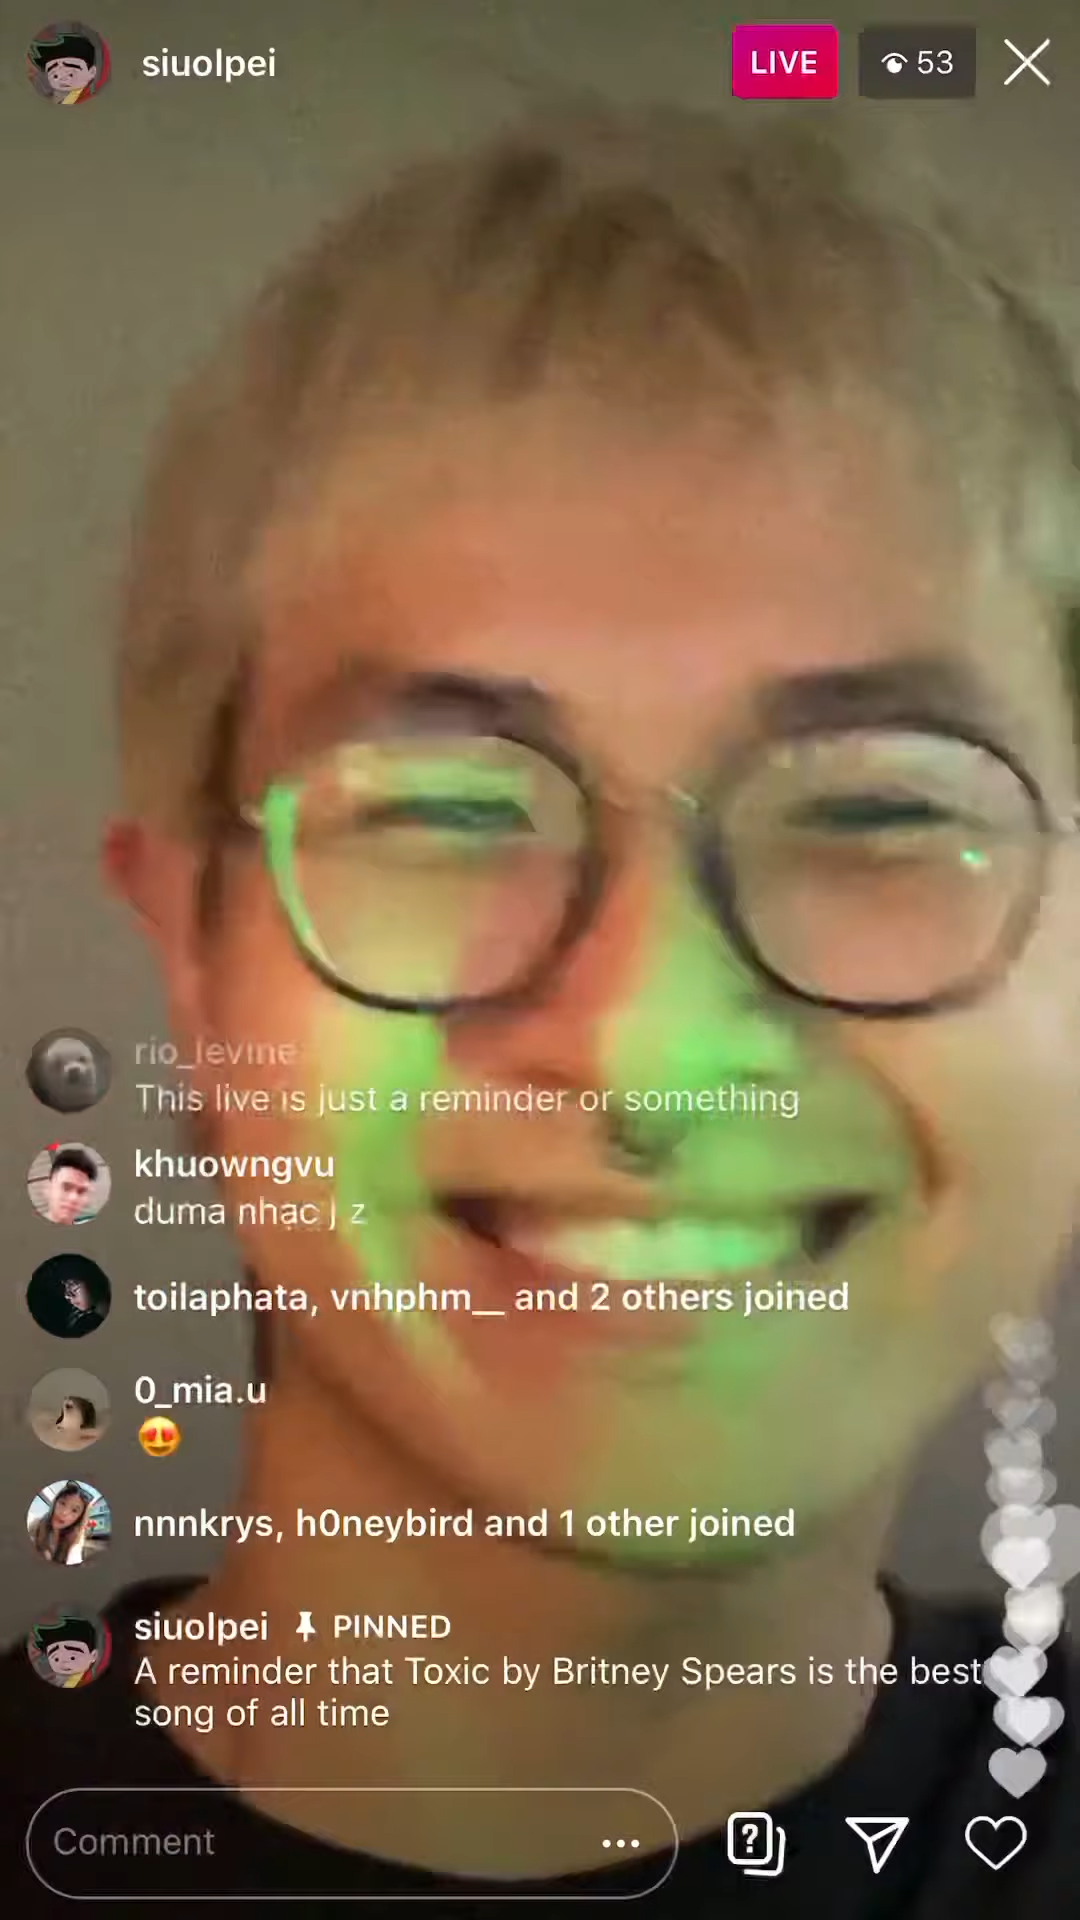 siuolpei
LIVE
53
rio_levine
This live is just a reminder or something
khuowngvu
duma nhạc j z
toilaphata, vnhphm__ and 2 others joined
0_mia.u
😍
nnnkrys, h0neybird and 1 other joined
siuolpei PINNED
A reminder that Toxic by Britney Spears is the best
song of all time
Comment